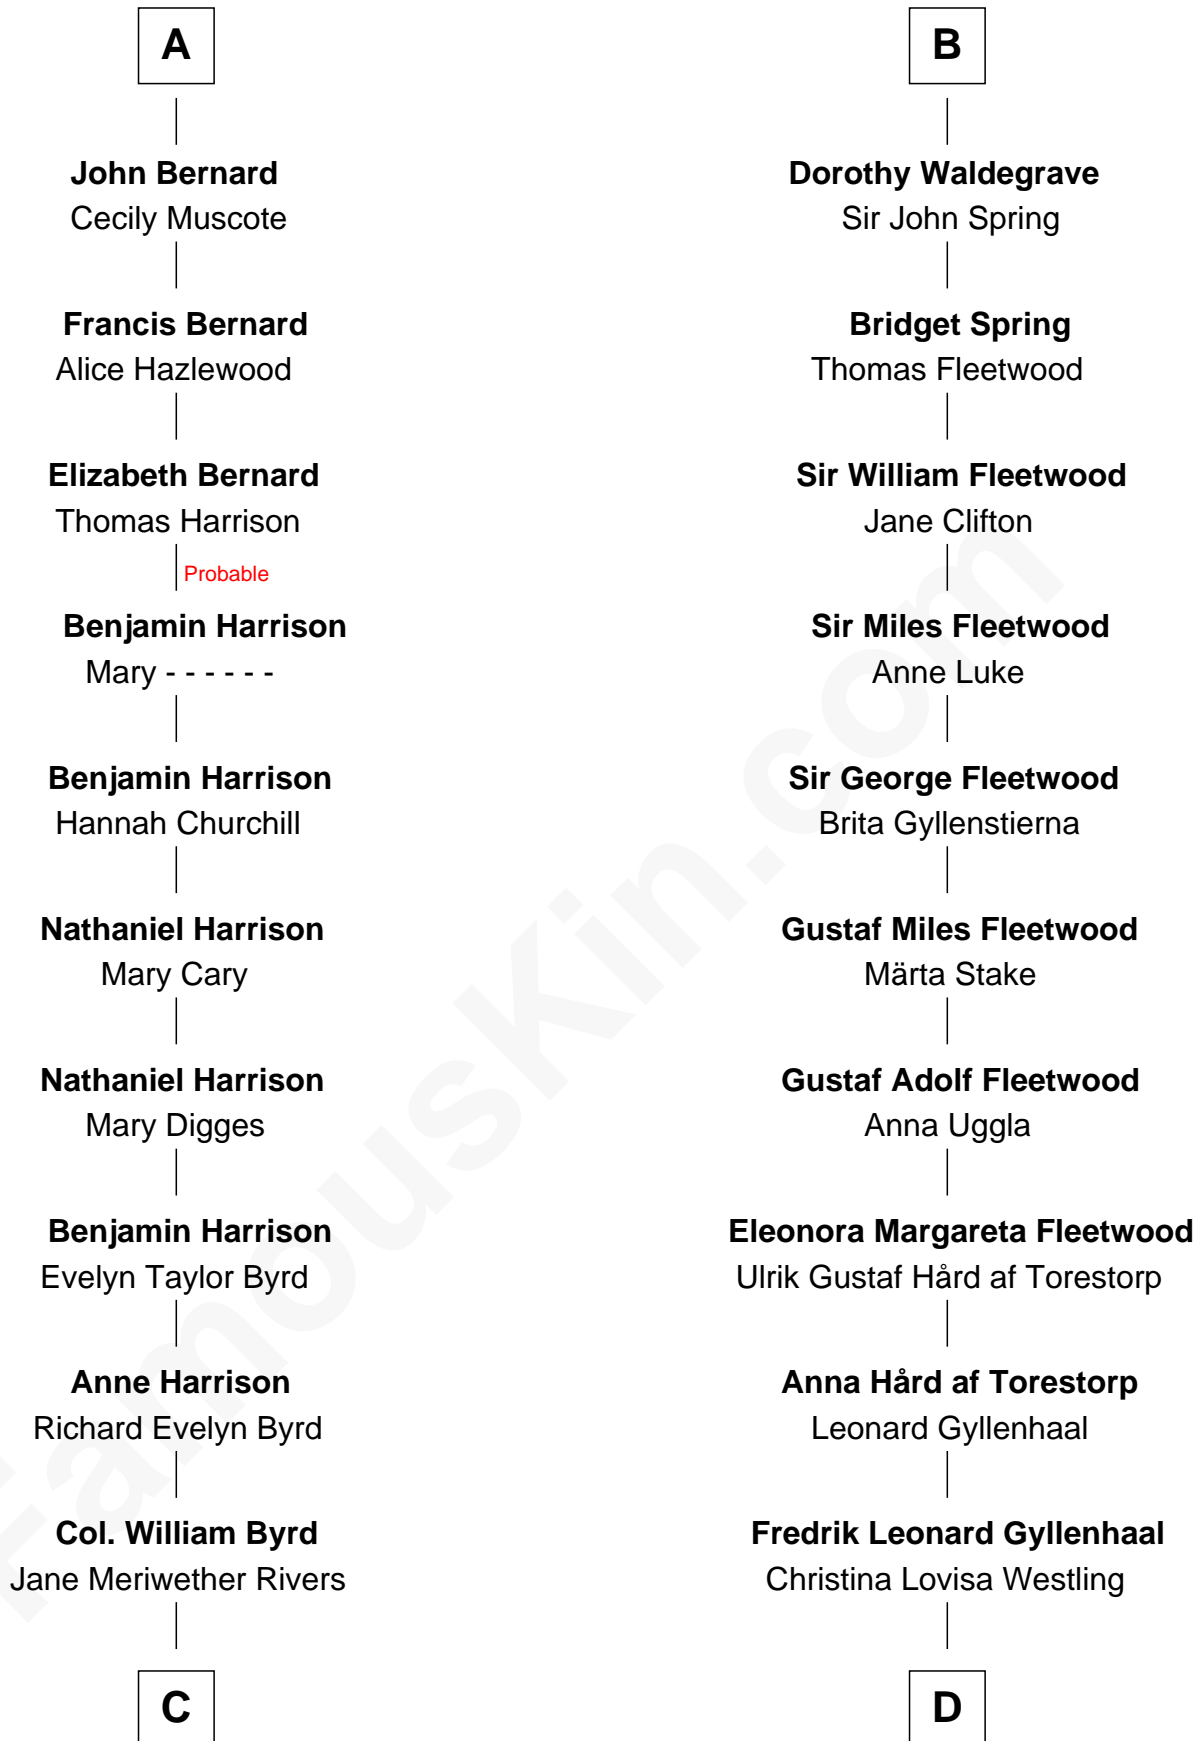 A
John Bernard
Cecily Muscote
Francis Bernard
Alice Hazlewood
Elizabeth Bernard
Thomas Harrison
Probable
Benjamin Harrison
Mary - - - - - -
Benjamin Harrison
Hannah Churchill
Nathaniel Harrison
Mary Cary
Nathaniel Harrison
Mary Digges
Benjamin Harrison
Evelyn Taylor Byrd
Anne Harrison
Richard Evelyn Byrd
Col. William Byrd
Jane Meriwether Rivers
C
B
Dorothy Waldegrave
Sir John Spring
Bridget Spring
Thomas Fleetwood
Sir William Fleetwood
Jane Clifton
Sir Miles Fleetwood
Anne Luke
Sir George Fleetwood
Brita Gyllenstierna
Gustaf Miles Fleetwood
Märta Stake
Gustaf Adolf Fleetwood
Anna Uggla
Eleonora Margareta Fleetwood
Ulrik Gustaf Hård af Torestorp
Anna Hård af Torestorp
Leonard Gyllenhaal
Fredrik Leonard Gyllenhaal
Christina Lovisa Westling
D
FamousKin.com